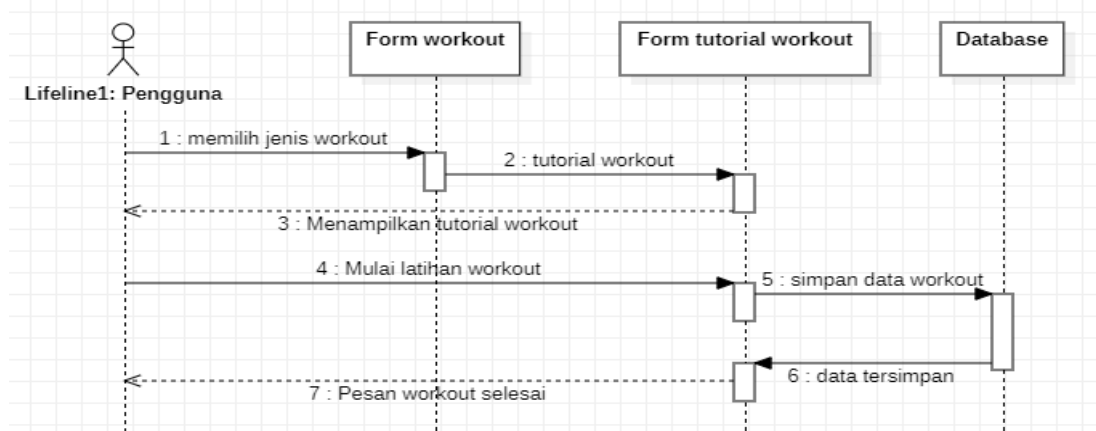 Form workout
Form tutorial workout
Database
Lifeline1: Pengguna
1 : memilih jenis workout
2 : tutorial workout
3 : Menampilkan tutorial workout
4 : Mulai latihan workout
5 : simpan data workout
6 : data tersimpan
7 : Pesan workout selesai